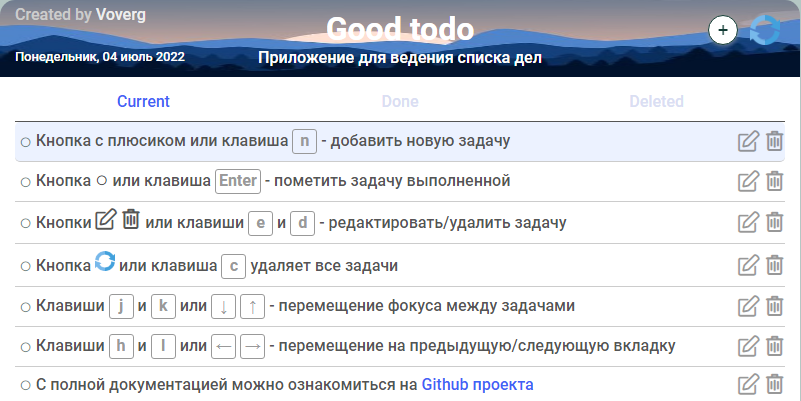 Created by Voverg
Good todo
+
Понедельник, 04 июль 2022
Приложение для ведения списка дел
Current Done Deleted
Кнопка с плюсиком или клавиша n - добавить новую задачу
Кнопка или клавиша Enter - пометить задачу выполненной
Кнопки или клавиши e и d - редактировать/удалить задачу
Кнопка или клавиша c удаляет все задачи
Клавиши j и k или ↓ ↑ - перемещение фокуса между задачами
Клавиши h и l или ← → - перемещение на предыдущую/следующую вкладку
С полной документацией можно ознакомиться на Github проекта